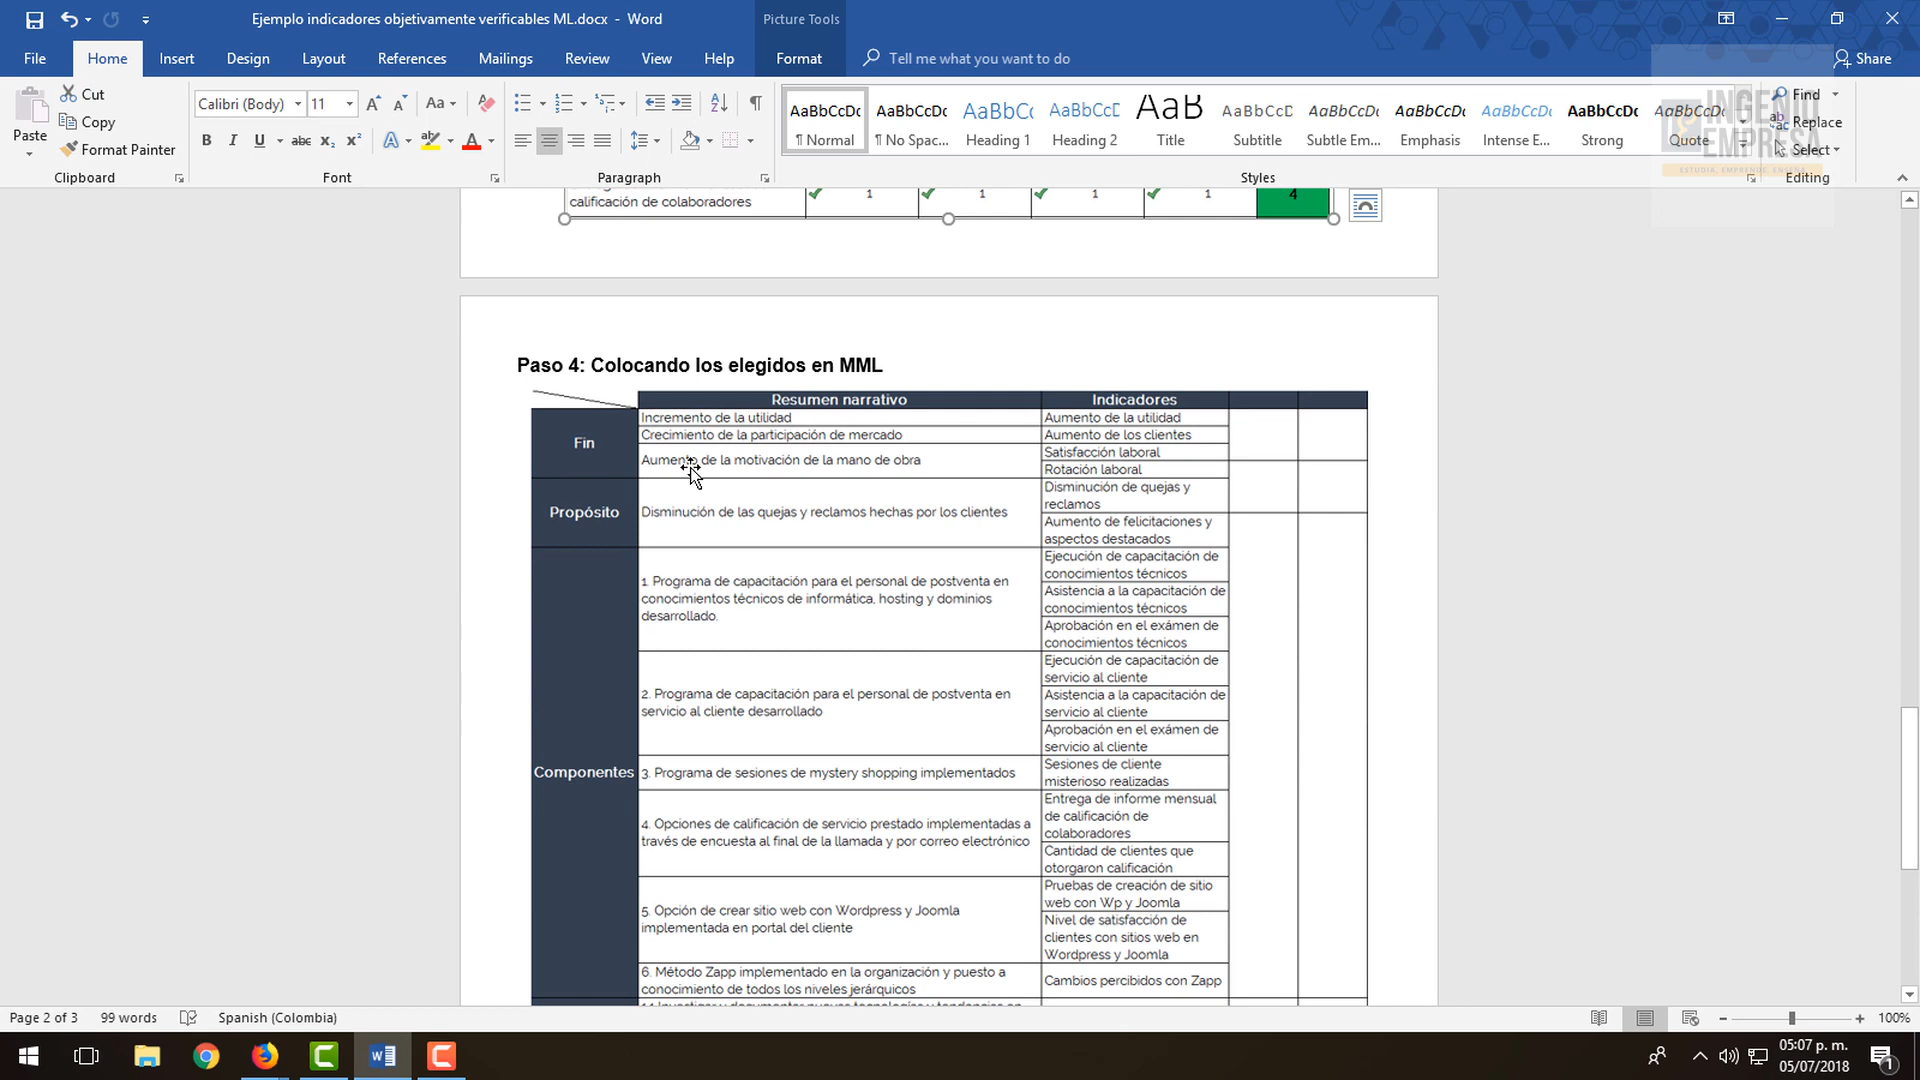 Ejemplo indicadores objetivamente verificables ML.docx - Word
Picture Tools
File
Home
Insert
Design
Layout
References
Mailings
Review
View
Help
Format
Tell me what you want to do
Share
Paste
Cut
Copy
Format Painter
Clipboard
Calibri (Body)
11
Font
Paragraph
AaBbCcDc
¶ Normal
AaBbCcDc
¶ No Spac...
AaBbCc
Heading 1
AaBbCcD
Heading 2
AaB
Title
AaBbCcD
Subtitle
AaBbCcDc
Subtle Em...
AaBbCcDc
Emphasis
AaBbCcDc
Intense E...
AaBbCcDc
Strong
AaBbCcDc
Quote
Styles
Find
Replace
Select
Editing
INGENIO
EMPRESA
ESTUDIA, EMPRENDE, ENSEÑA
calificación de colaboradores
1
1
1
1
4
Paso 4: Colocando los elegidos en MML
Resumen narrativo
Indicadores
Fin
Incremento de la utilidad
Aumento de la utilidad
Crecimiento de la participación de mercado
Aumento de los clientes
Aumento de la motivación de la mano de obra
Satisfacción laboral
Rotación laboral
Propósito
Disminución de las quejas y reclamos hechas por los clientes
Disminución de quejas y
reclamos
Aumento de felicitaciones y
aspectos destacados
Componentes
1. Programa de capacitación para el personal de postventa en
conocimientos técnicos de informática, hosting y dominios
desarrollado.
Ejecución de capacitación de
conocimientos técnicos
Asistencia a la capacitación de
conocimientos técnicos
Aprobación en el exámen de
conocimientos técnicos
2. Programa de capacitación para el personal de postventa en
servicio al cliente desarrollado
Ejecución de capacitación de
servicio al cliente
Asistencia a la capacitación de
servicio al cliente
Aprobación en el exámen de
servicio al cliente
3. Programa de sesiones de mystery shopping implementados
Sesiones de cliente
misterioso realizadas
4. Opciones de calificación de servicio prestado implementadas a
través de encuesta al final de la llamada y por correo electrónico
Entrega de informe mensual
de calificación de
colaboradores
Cantidad de clientes que
otorgaron calificación
5. Opción de crear sitio web con Wordpress y Joomla
implementada en portal del cliente
Pruebas de creación de sitio
web con Wp y Joomla
Nivel de satisfacción de
clientes con sitios web en
Wordpress y Joomla
6. Método Zapp implementado en la organización y puesto a
conocimiento de todos los niveles jerárquicos
Cambios percibidos con Zapp
Page 2 of 3
99 words
Spanish (Colombia)
100%
05:07 p. m.
05/07/2018
1